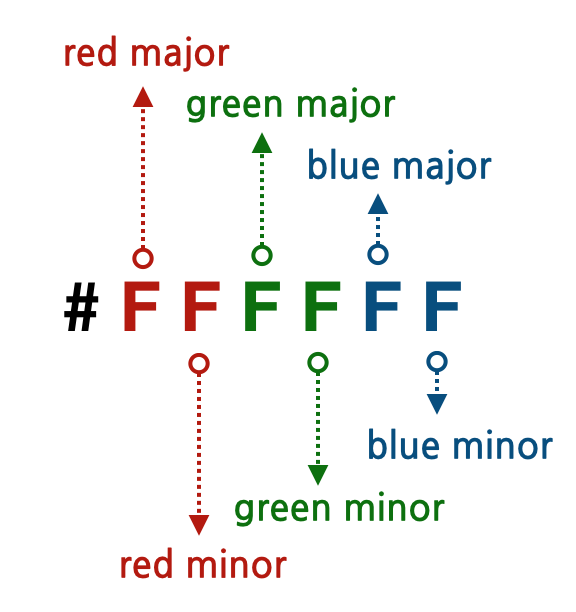 red major
green major
blue major
# F F F F F F
blue minor
green minor
red minor